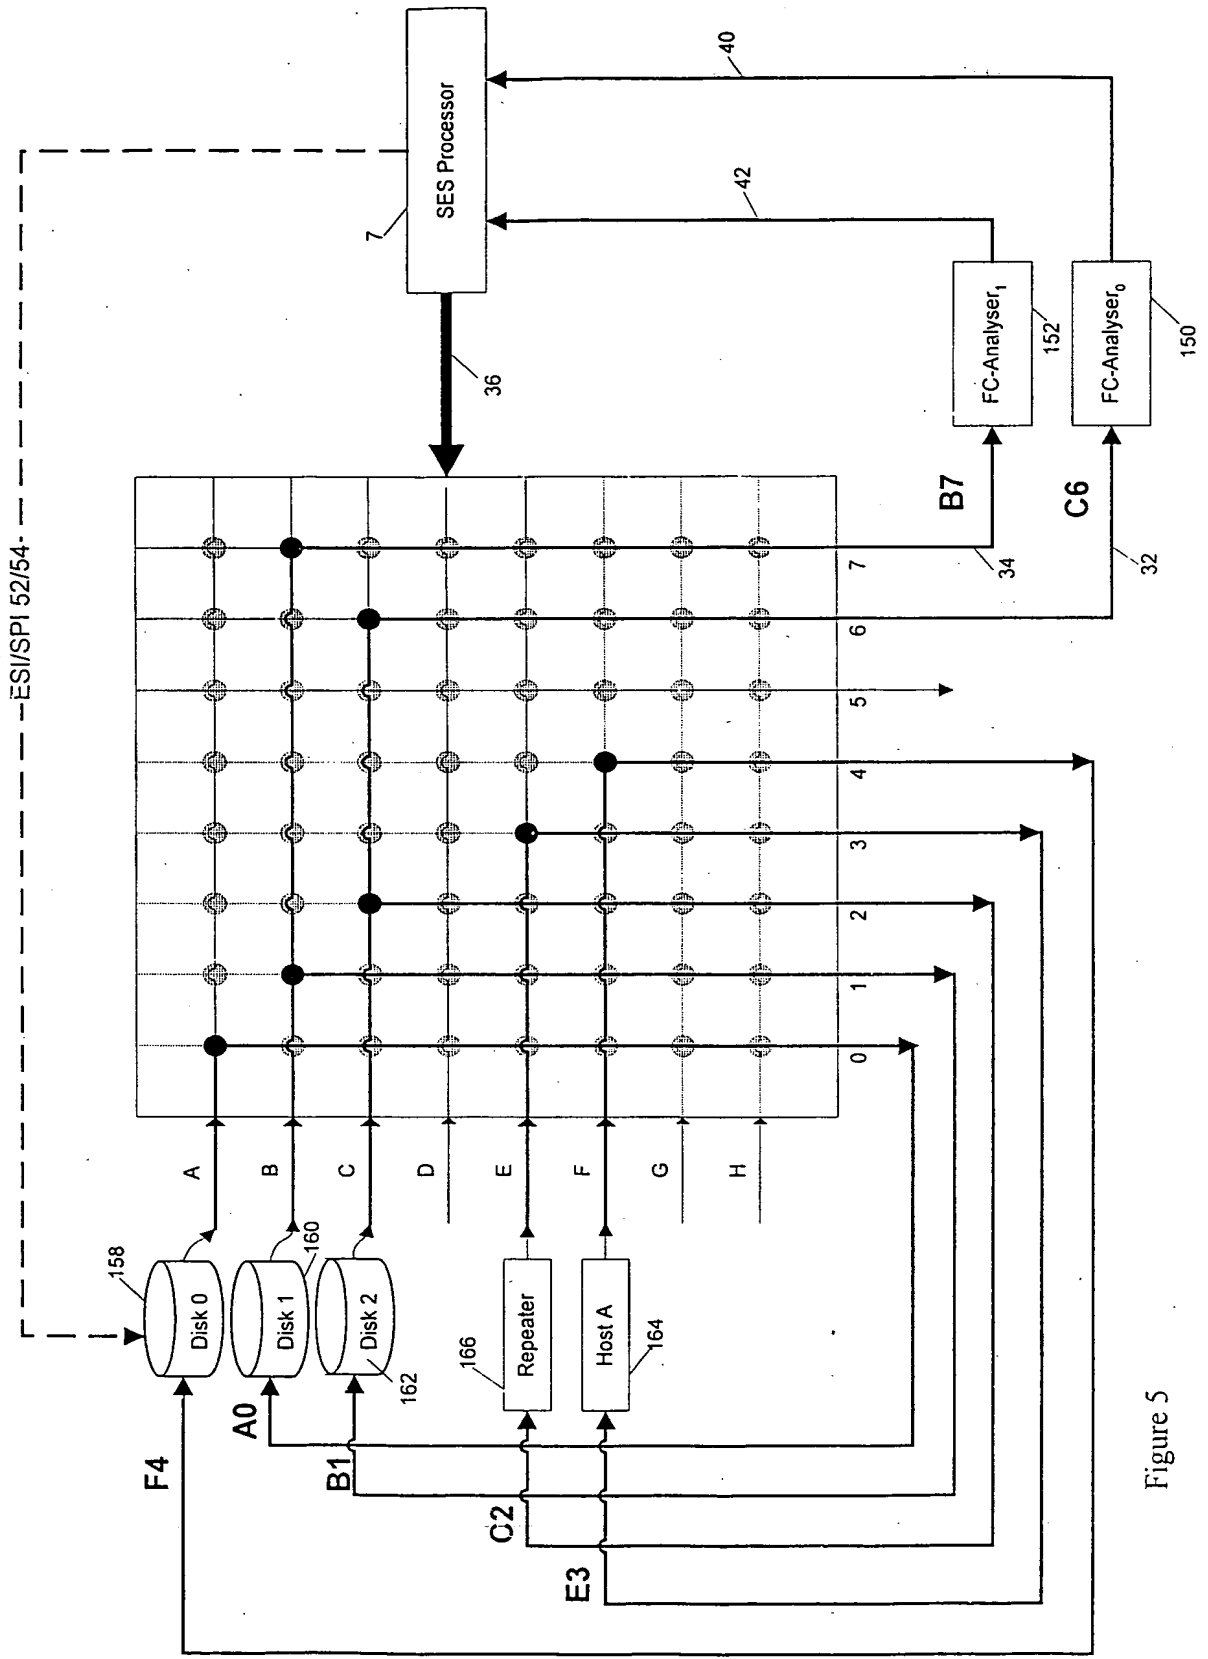 ESI/SPI 52/54
SES Processor
7
40
42
36
FC-Analyser1
152
FC-Analyser0
150
B7
C6
34
32
7
6
5
4
3
2
1
0
A
B
C
D
E
F
G
H
158
Disk 0
160
Disk 1
Disk 2
162
166
Repeater
Host A
164
F4
A0
B1
C2
E3
Figure 5